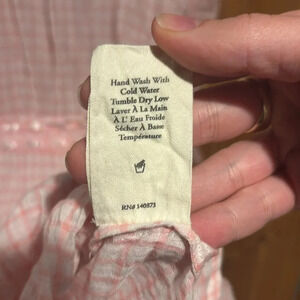 Hand Wash With
Cold Water
Tumble Dry Low
Laver À La Main
À L' Eau Froide
Sécher À Basse
Température
RN# 140873